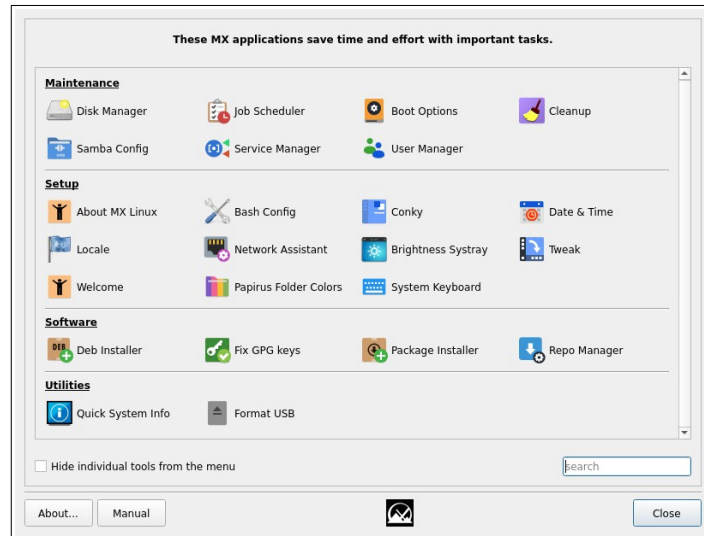 These MX applications save time and effort with important tasks.
Maintenance
Disk Manager Job Scheduler Boot Options Cleanup
Samba Config Service Manager User Manager
Setup
About MX Linux Bash Config Conky Date & Time
Locale Network Assistant Brightness Systray Tweak
Welcome Papirus Folder Colors System Keyboard
Software
DEB Deb Installer Fix GPG keys Package Installer Repo Manager
Utilities
Quick System Info Format USB
Hide individual tools from the menu search
About... Manual Close